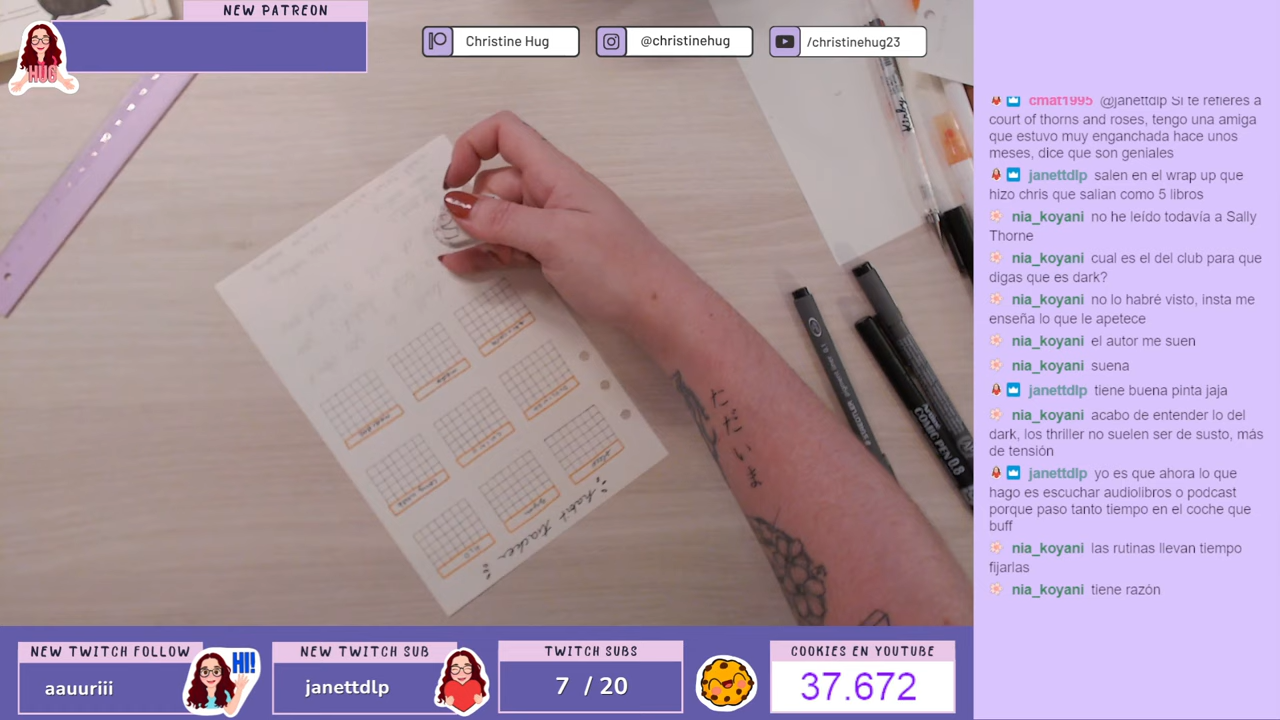 NEW PATREON
HUG
Christine Hug
@christinehug
/christinehug23
cmat1995 @janettdlp Si te refieres a
court of thorns and roses, tengo una amiga
que estuvo muy enganchada hace unos
meses, dice que son geniales
janettdlp salen en el wrap up que
hizo chris que salian como 5 libros
nia_koyani no he leído todavía a Sally
Thorne
nia_koyani cual es el del club para que
digas que es dark?
nia_koyani no lo habré visto, insta me
enseña lo que le apetece
nia_koyani el autor me suen
nia_koyani suena
janettdlp tiene buena pinta jaja
nia_koyani acabo de entender lo del
dark, los thriller no suelen ser de susto, más
de tensión
janettdlp yo es que ahora lo que
hago es escuchar audiolibros o podcast
porque paso tanto tiempo en el coche que
buff
nia_koyani las rutinas llevan tiempo
fijarlas
nia_koyani tiene razón
ただいま
habit tracker
STAEDTLER pigment liner 0.1
COMIC PEN 0.8
NEW TWITCH FOLLOW
aauuriii
HI!
NEW TWITCH SUB
janettdlp
TWITCH SUBS
7 / 20
COOKIES EN YOUTUBE
37.672